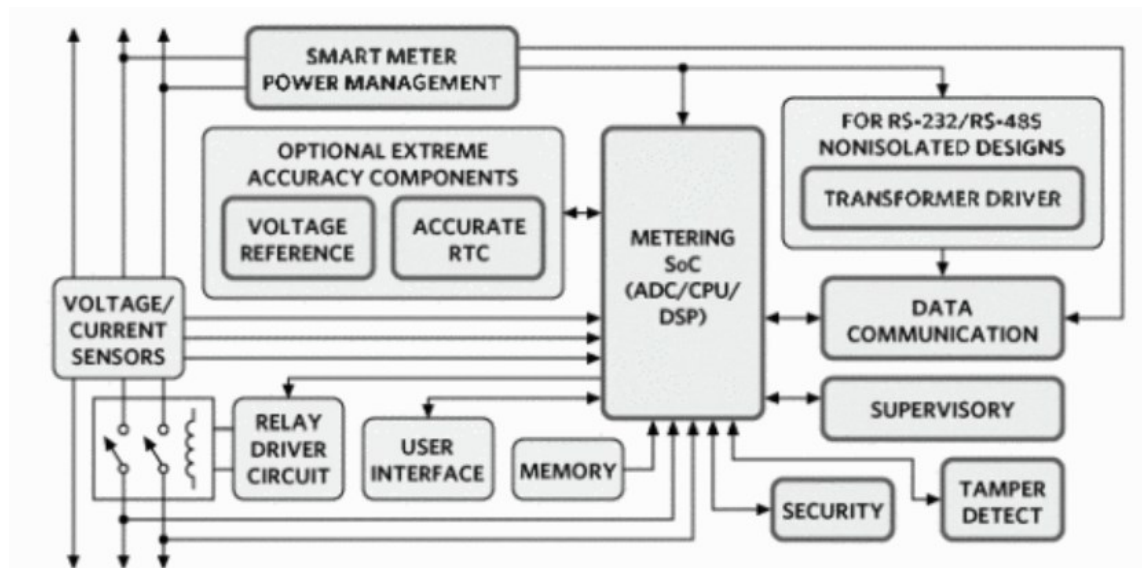 SMART METER
POWER MANAGEMENT
FOR RS-232/RS-485
NONISOLATED DESIGNS
TRANSFORMER DRIVER
OPTIONAL EXTREME
ACCURACY COMPONENTS
VOLTAGE
REFERENCE
ACCURATE
RTC
METERING
SoC
(ADC/CPU/
DSP)
VOLTAGE/
CURRENT
SENSORS
DATA
COMMUNICATION
RELAY
DRIVER
CIRCUIT
USER
INTERFACE
MEMORY
SUPERVISORY
SECURITY
TAMPER
DETECT